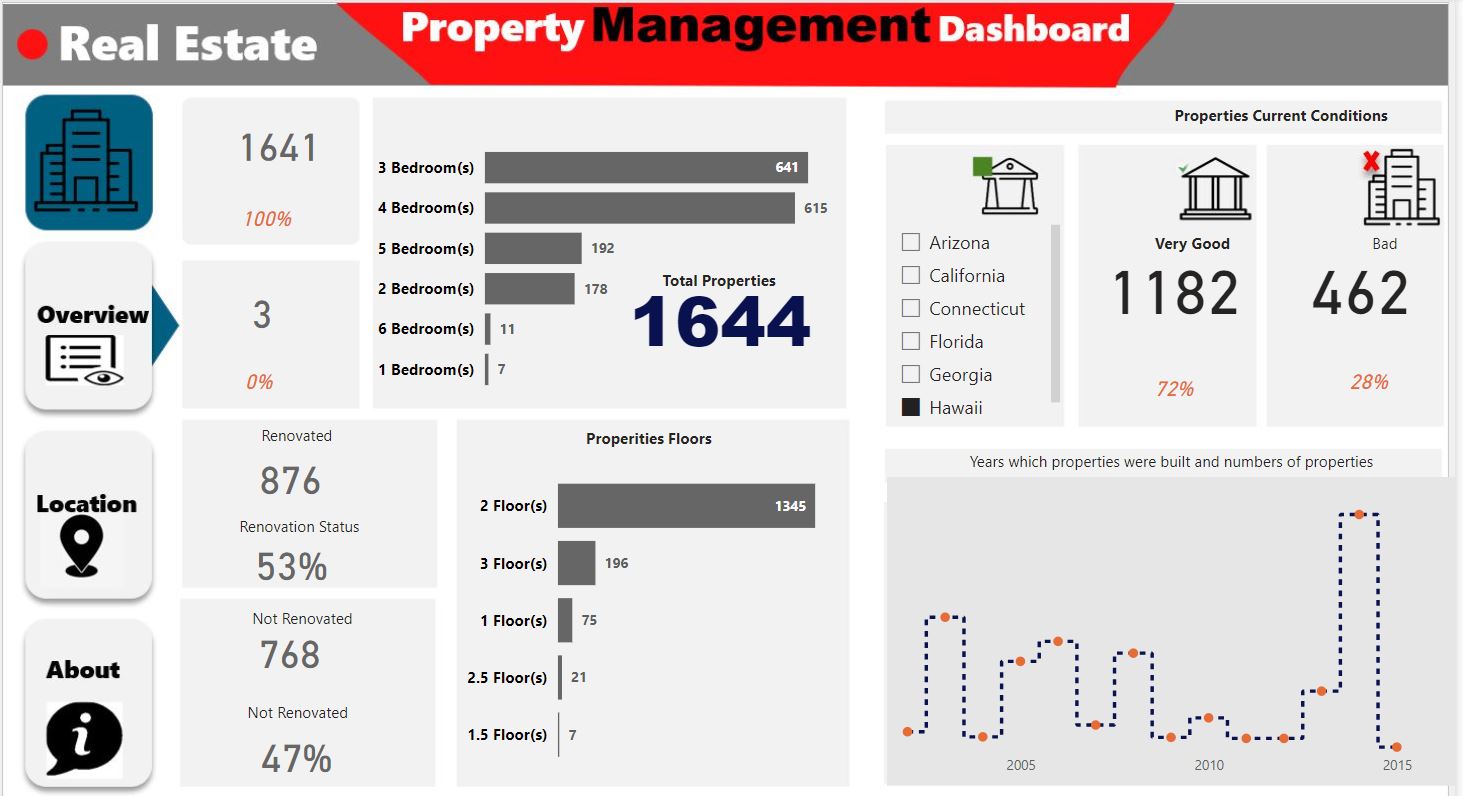 Real Estate
Property Management Dashboard
1641
100%
3
0%
3 Bedroom(s) 641
4 Bedroom(s) 615
5 Bedroom(s) 192
2 Bedroom(s) 178
6 Bedroom(s) 11
1 Bedroom(s) 7
Total Properties
1644
Properties Current Conditions
Arizona
California
Connecticut
Florida
Georgia
Hawaii
Very Good
1182
72%
Bad
462
28%
Overview
Location
About
i
Renovated
876
Renovation Status
53%
Not Renovated
768
Not Renovated
47%
Properities Floors
2 Floor(s) 1345
3 Floor(s) 196
1 Floor(s) 75
2.5 Floor(s) 21
1.5 Floor(s) 7
Years which properties were built and numbers of properties
2005 2010 2015